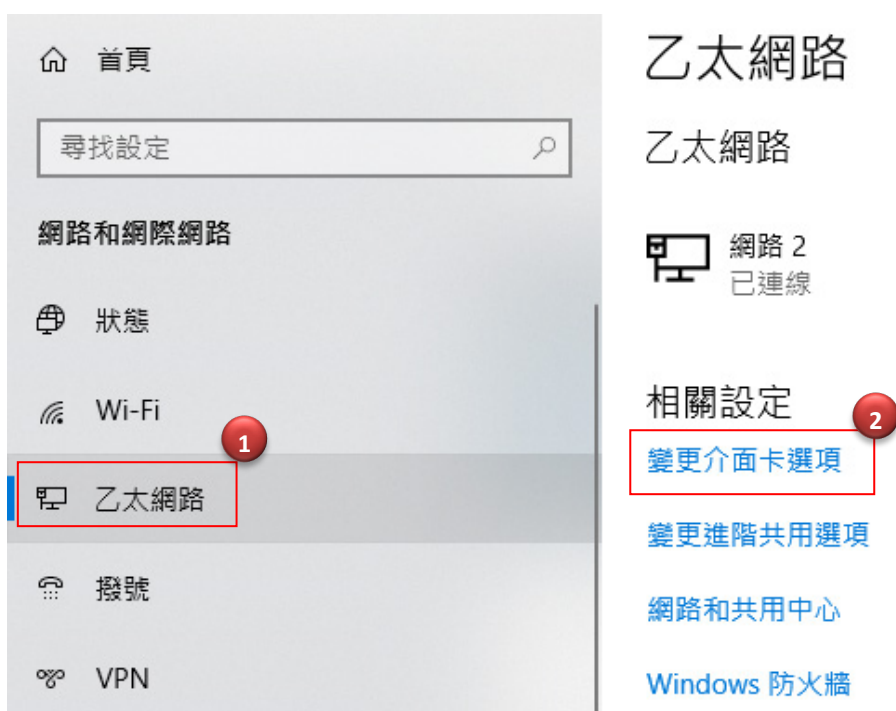 首頁
尋找設定
網路和網際網路
狀態
Wi-Fi
1
乙太網路
撥號
VPN
乙太網路
乙太網路
網路 2
已連線
相關設定
2
變更介面卡選項
變更進階共用選項
網路和共用中心
Windows 防火牆